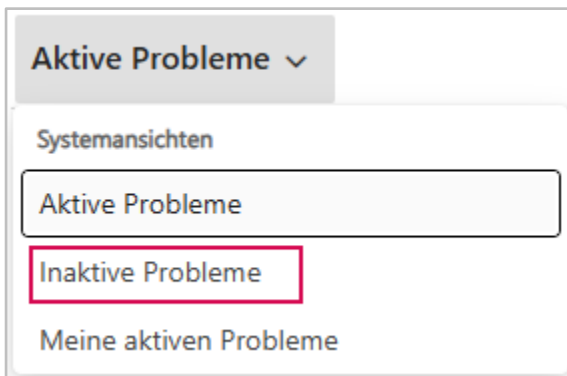 Aktive Probleme
Systemansichten
Aktive Probleme
Inaktive Probleme
Meine aktiven Probleme